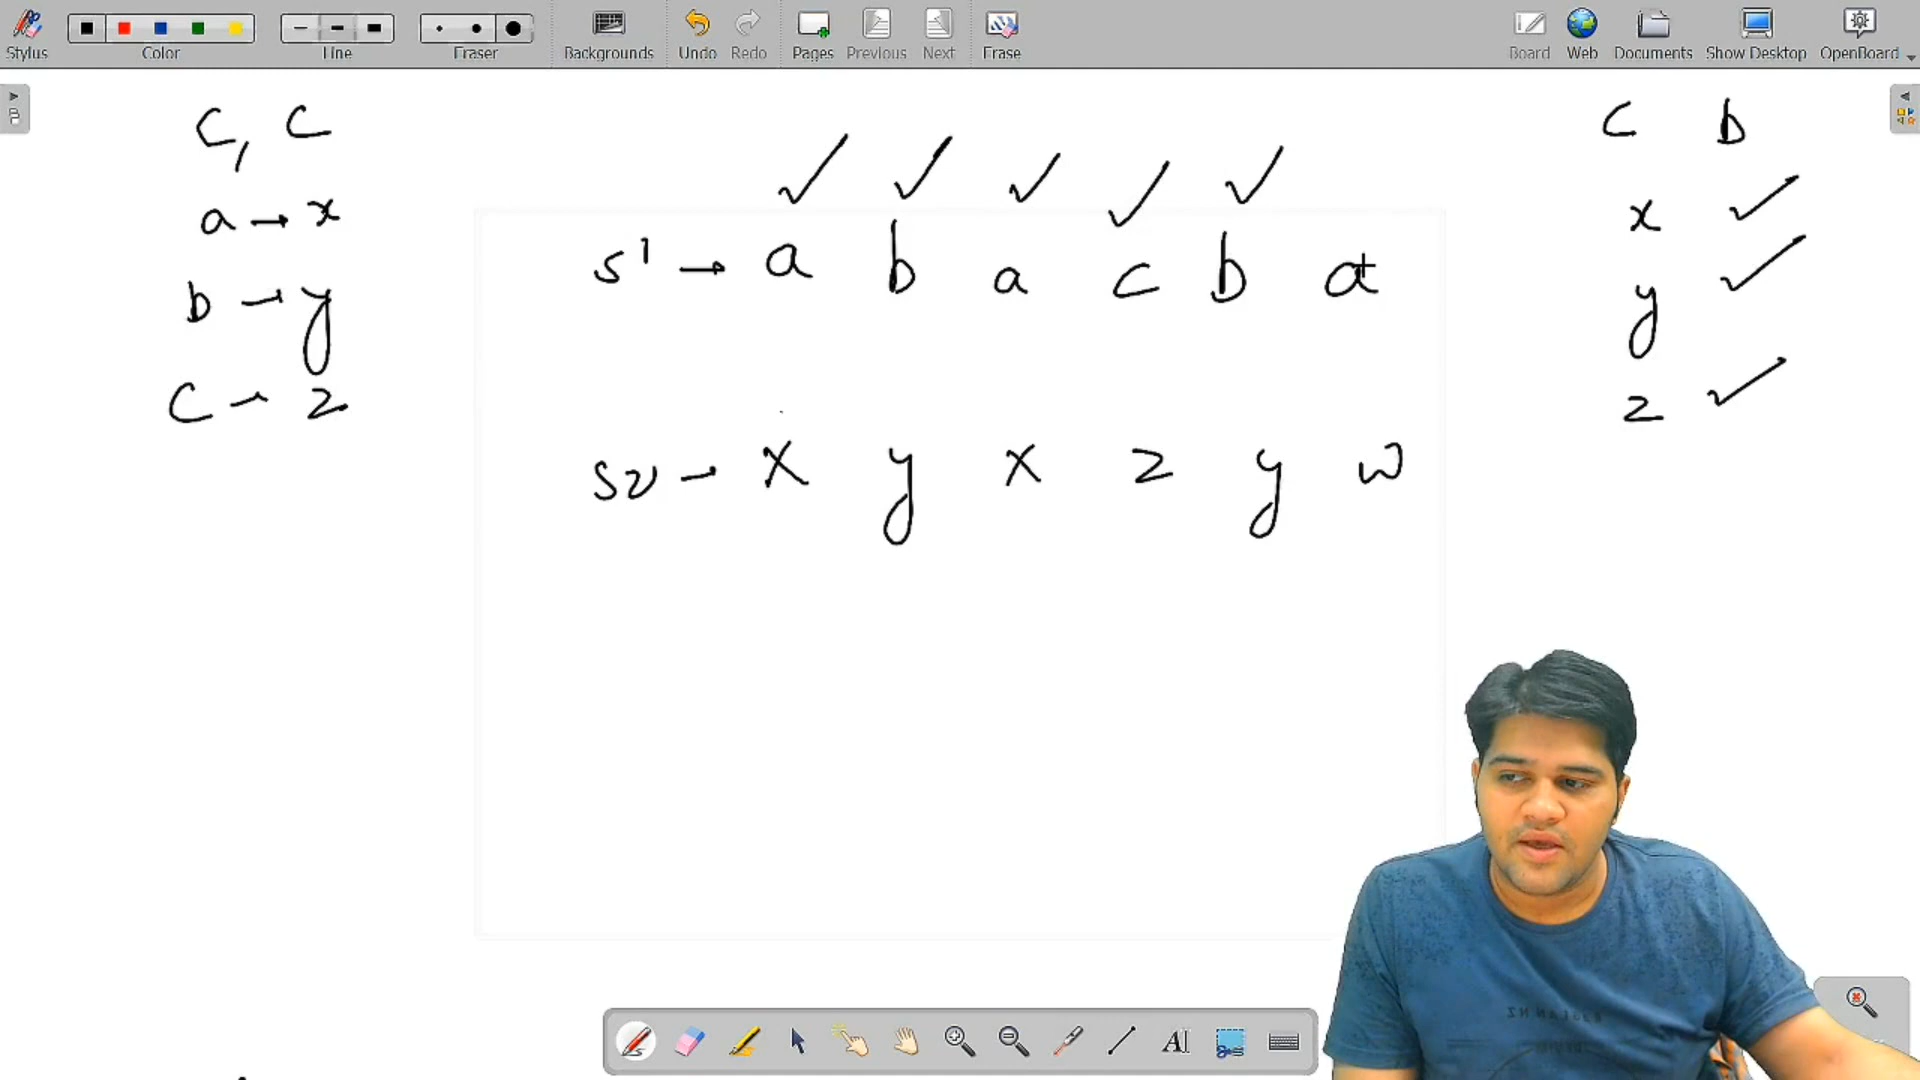 Stylus
Color
Line
Eraser
Backgrounds
Undo
Redo
Pages
Previous
Next
Erase
Board
Web
Documents
Show Desktop
OpenBoard
c, c
a → x
b → y
c → z
s1 → a b a c b a
s2 → x y x z y w
c b
x ✓
y ✓
z ✓